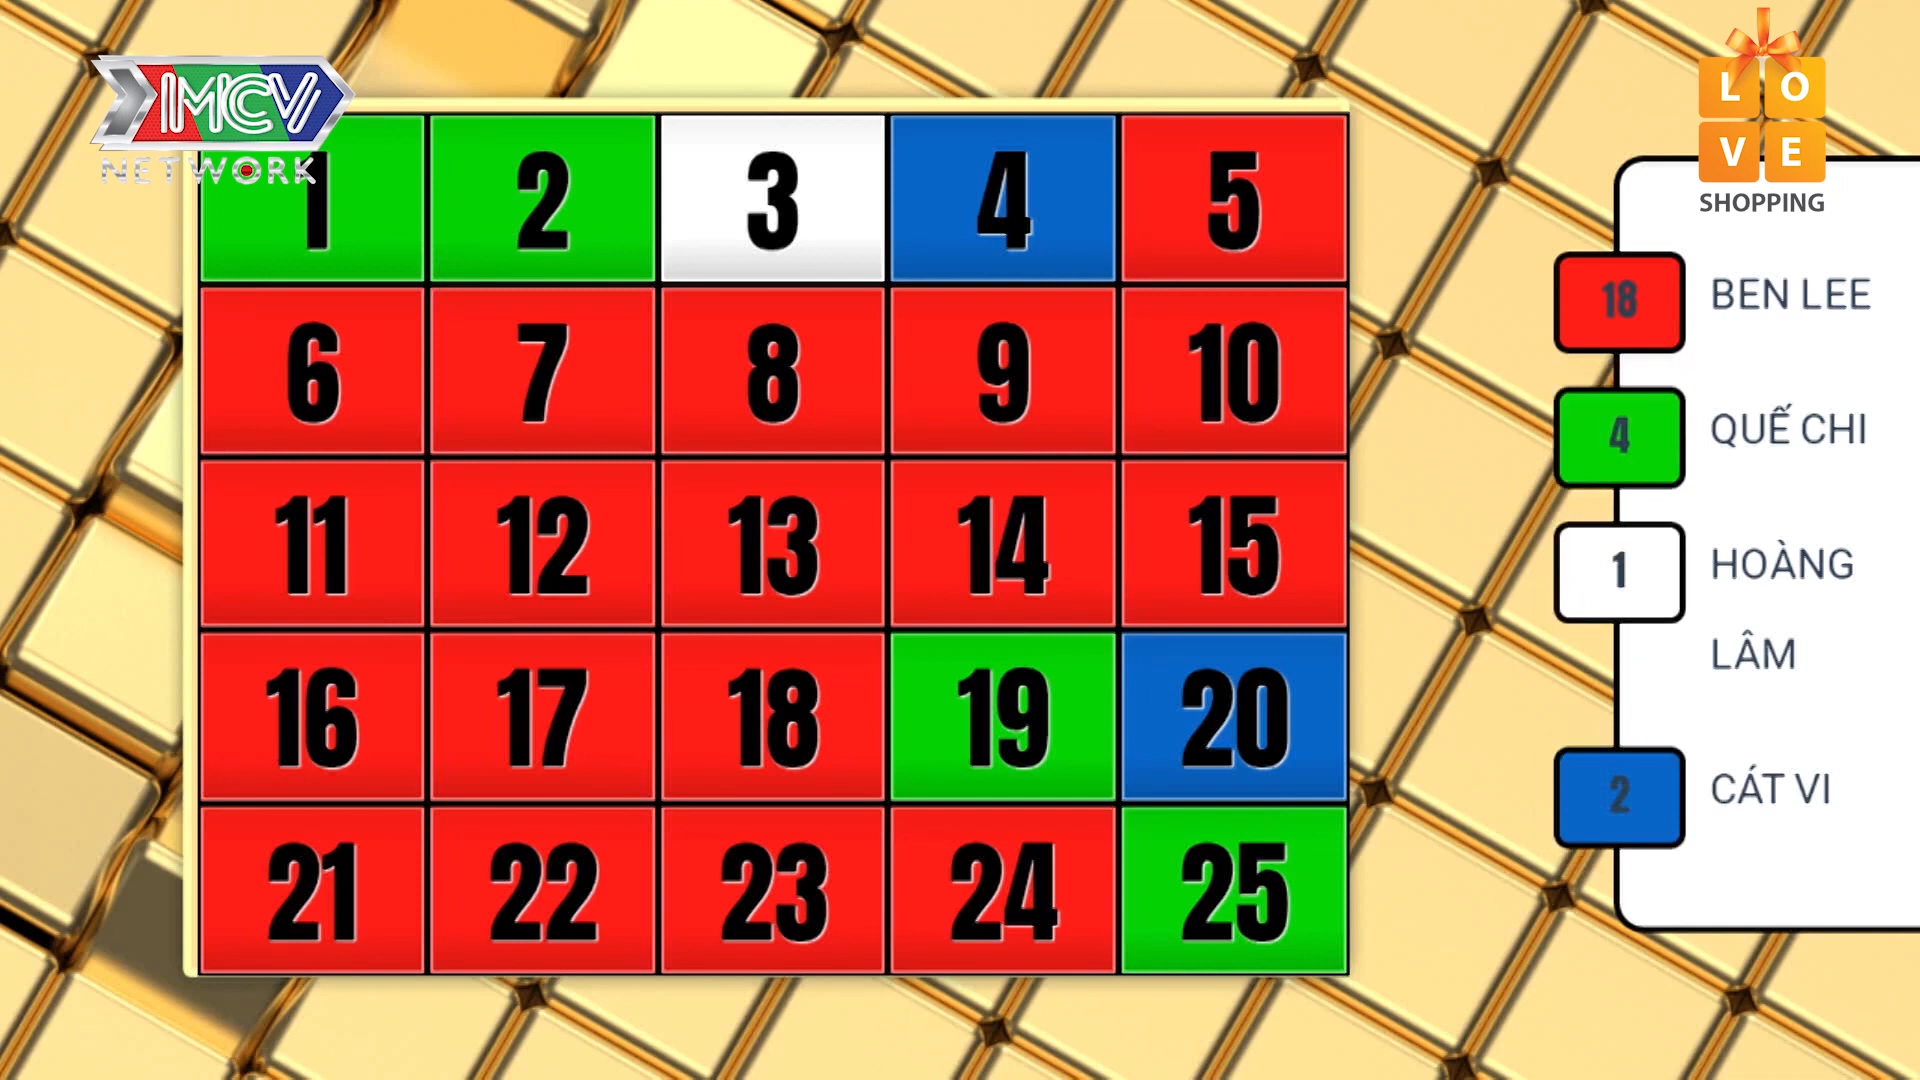 MCV
NETWORK
L O
V E
SHOPPING
1 2 3 4 5
6 7 8 9 10
11 12 13 14 15
16 17 18 19 20
21 22 23 24 25
18 BEN LEE
4 QUẾ CHI
1 HOÀNG
LÂM
2 CÁT VI